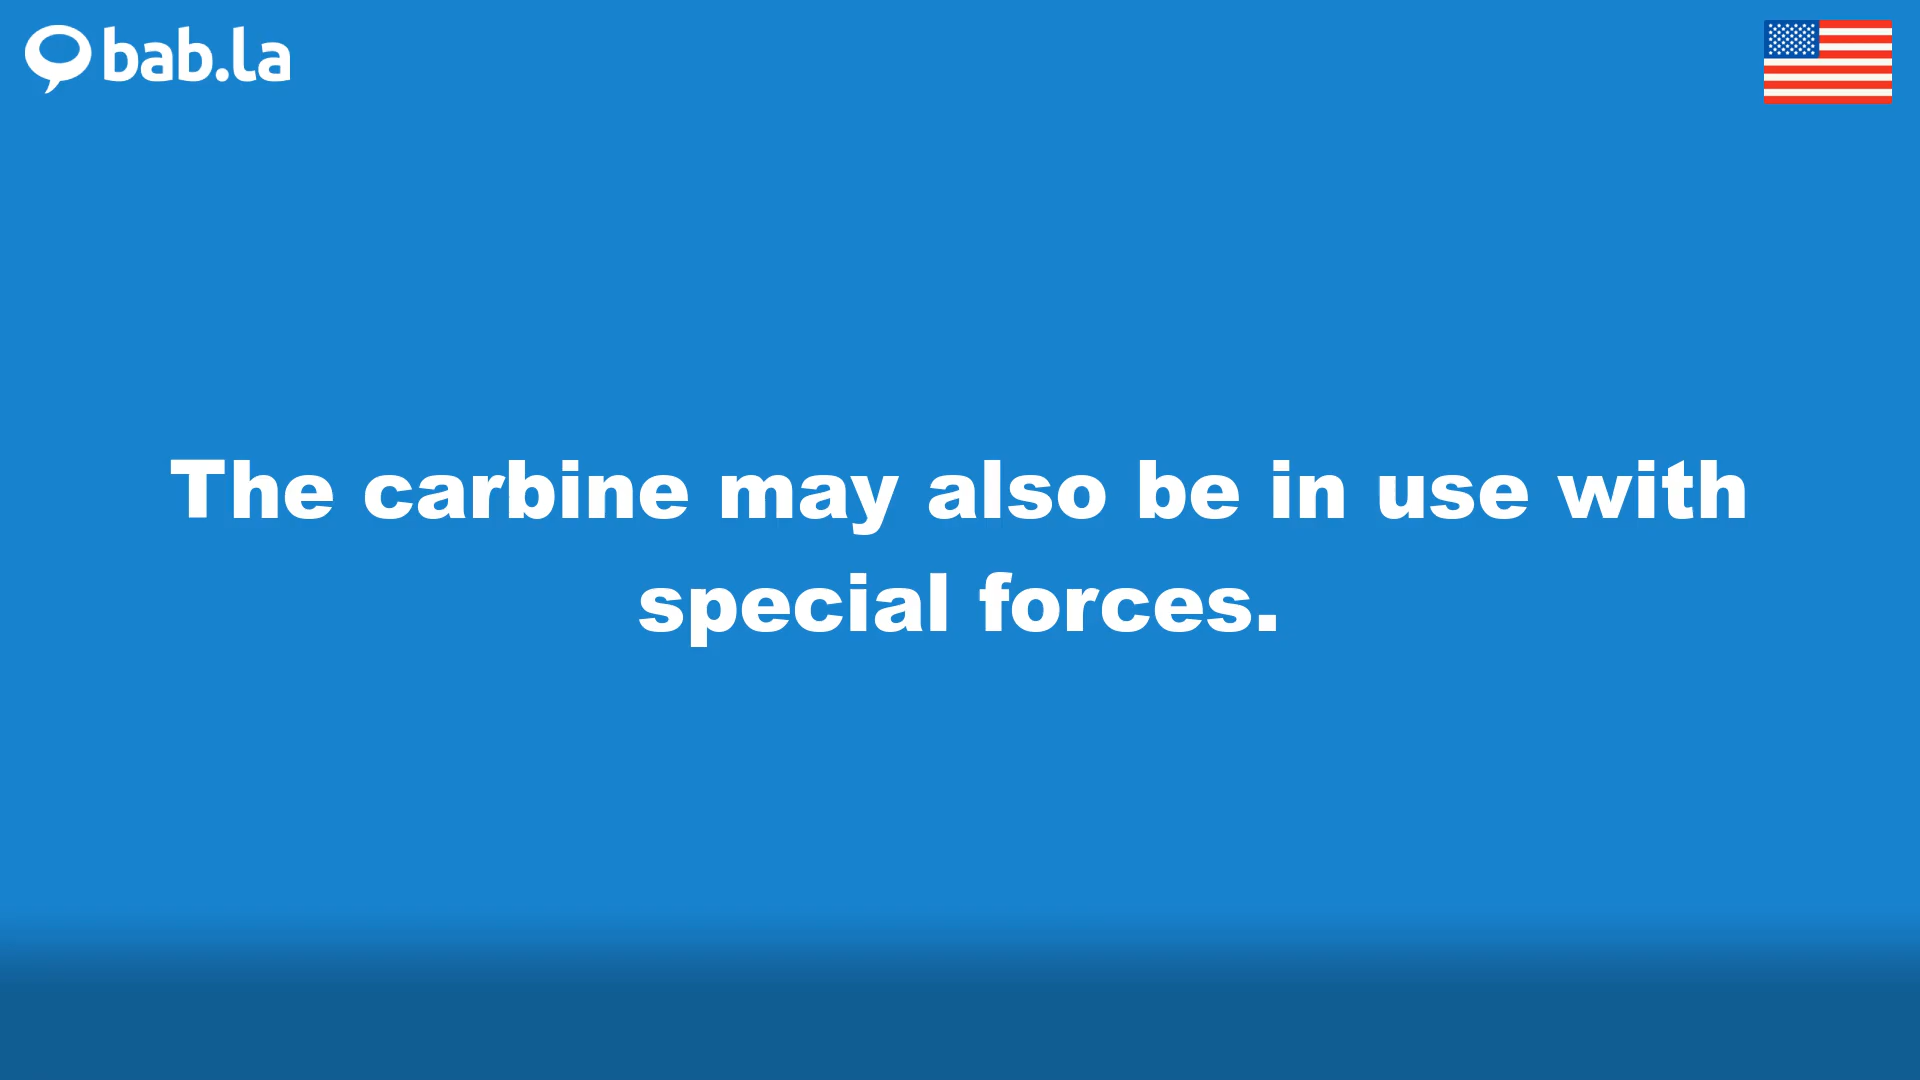 bab.la
The carbine may also be in use with
special forces.